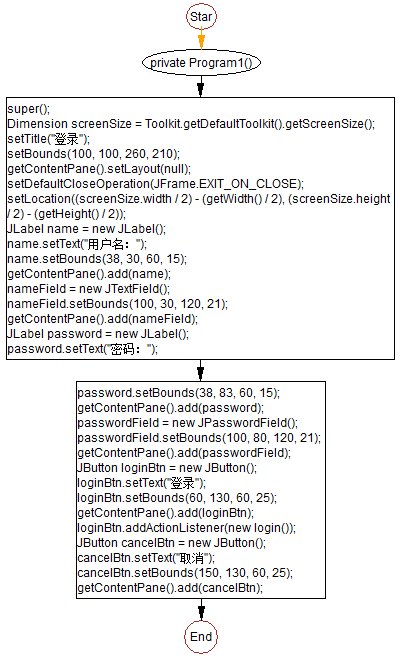 Star
private Program1()
super();
Dimension screenSize = Toolkit.getDefaultToolkit().getScreenSize();
setTitle("登录");
setBounds(100, 100, 260, 210);
getContentPane().setLayout(null);
setDefaultCloseOperation(JFrame.EXIT_ON_CLOSE);
setLocation((screenSize.width / 2) - (getWidth() / 2), (screenSize.height
/ 2) - (getHeight() / 2));
JLabel name = new JLabel();
name.setText("用户名：");
name.setBounds(38, 30, 60, 15);
getContentPane().add(name);
nameField = new JTextField();
nameField.setBounds(100, 30, 120, 21);
getContentPane().add(nameField);
JLabel password = new JLabel();
password.setText("密码：");
password.setBounds(38, 83, 60, 15);
getContentPane().add(password);
passwordField = new JPasswordField();
passwordField.setBounds(100, 80, 120, 21);
getContentPane().add(passwordField);
JButton loginBtn = new JButton();
loginBtn.setText("登录");
loginBtn.setBounds(60, 130, 60, 25);
getContentPane().add(loginBtn);
loginBtn.addActionListener(new login());
JButton cancelBtn = new JButton();
cancelBtn.setText("取消");
cancelBtn.setBounds(150, 130, 60, 25);
getContentPane().add(cancelBtn);
End